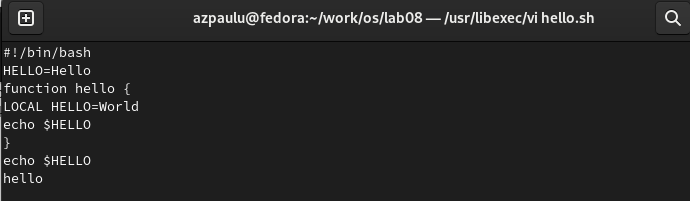 azpaulu@fedora:~/work/os/lab08 — /usr/libexec/vi hello.sh
#!/bin/bash
HELLO=Hello
function hello {
LOCAL HELLO=World
echo $HELLO
}
echo $HELLO
hello